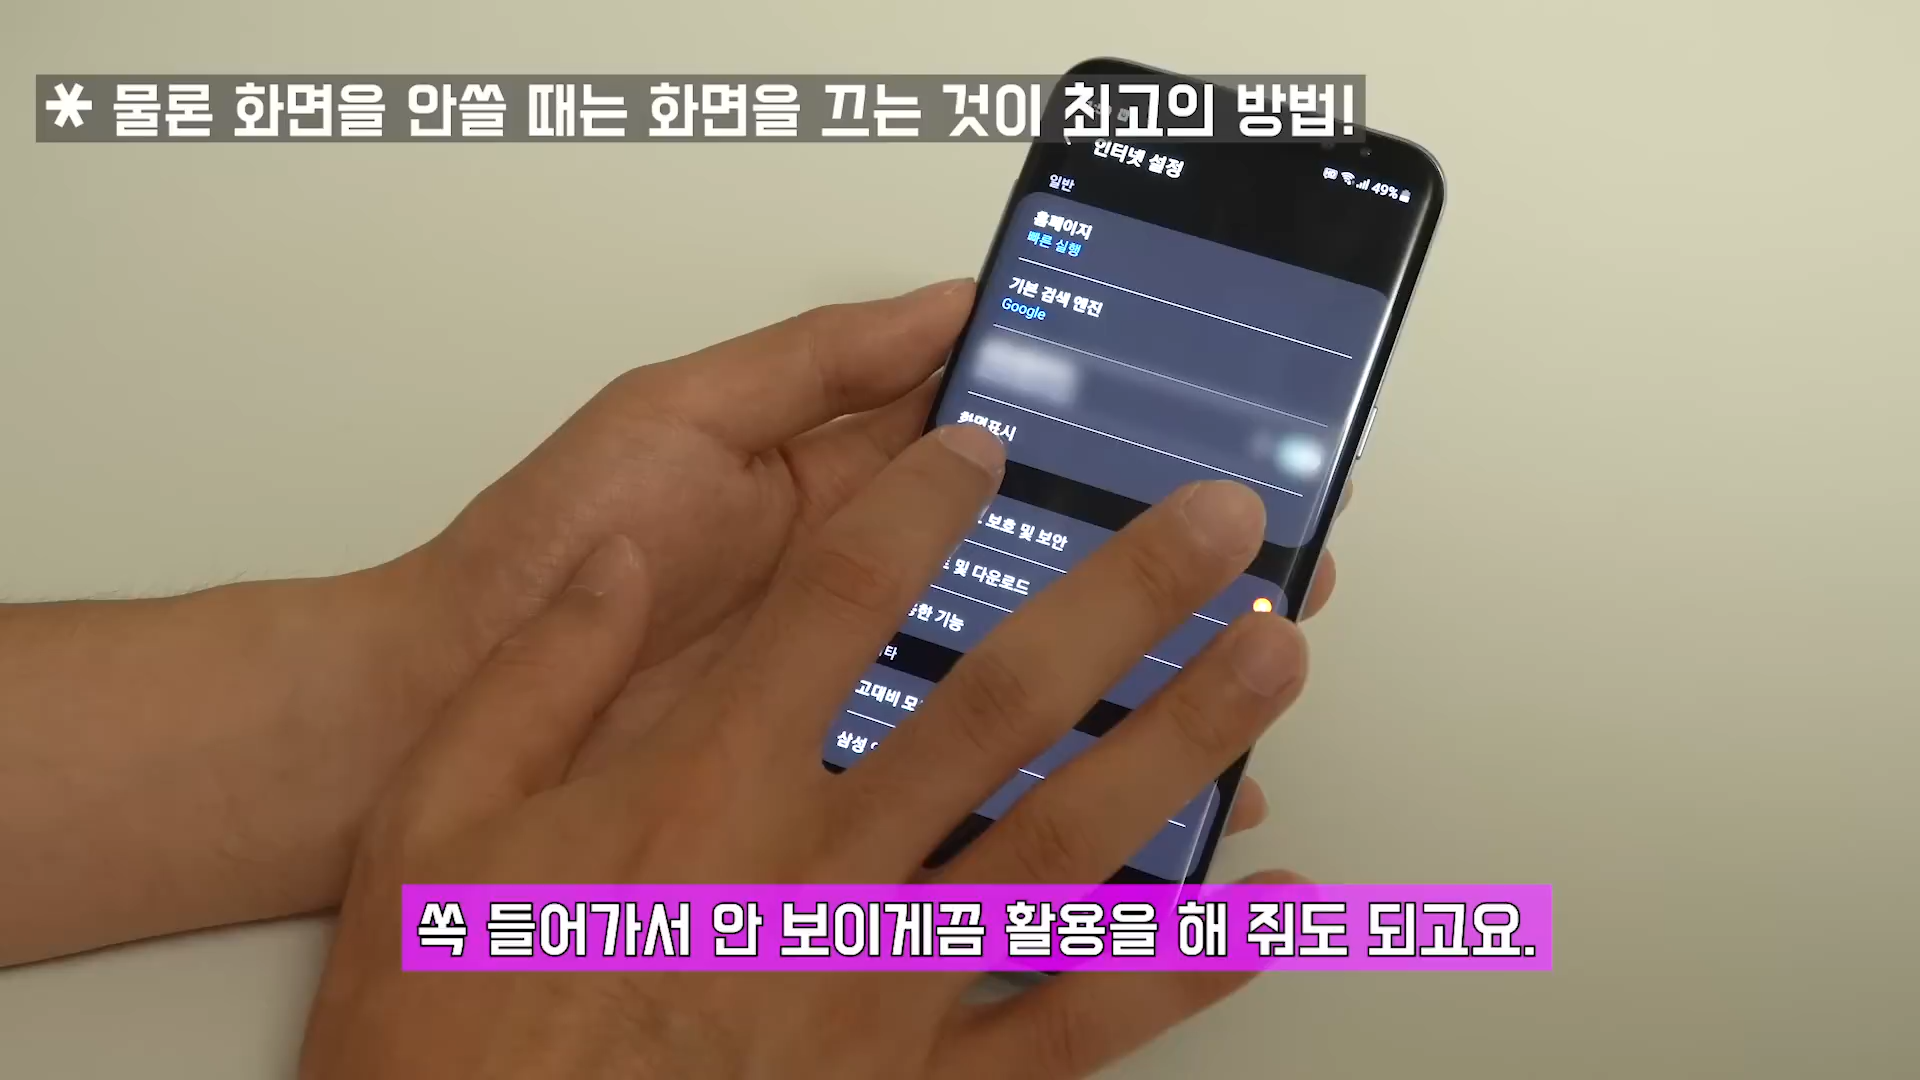 * 물론 화면을 안쓸 때는 화면을 끄는 것이 최고의 방법!
인터넷 설정
49%
일반
홈페이지
빠른 실행
기본 검색 엔진
Google
화면표시
보호 및 보안
및 다운로드
기능
고대비
삼성
쏙 들어가서 안 보이게끔 활용을 해 줘도 되고요.